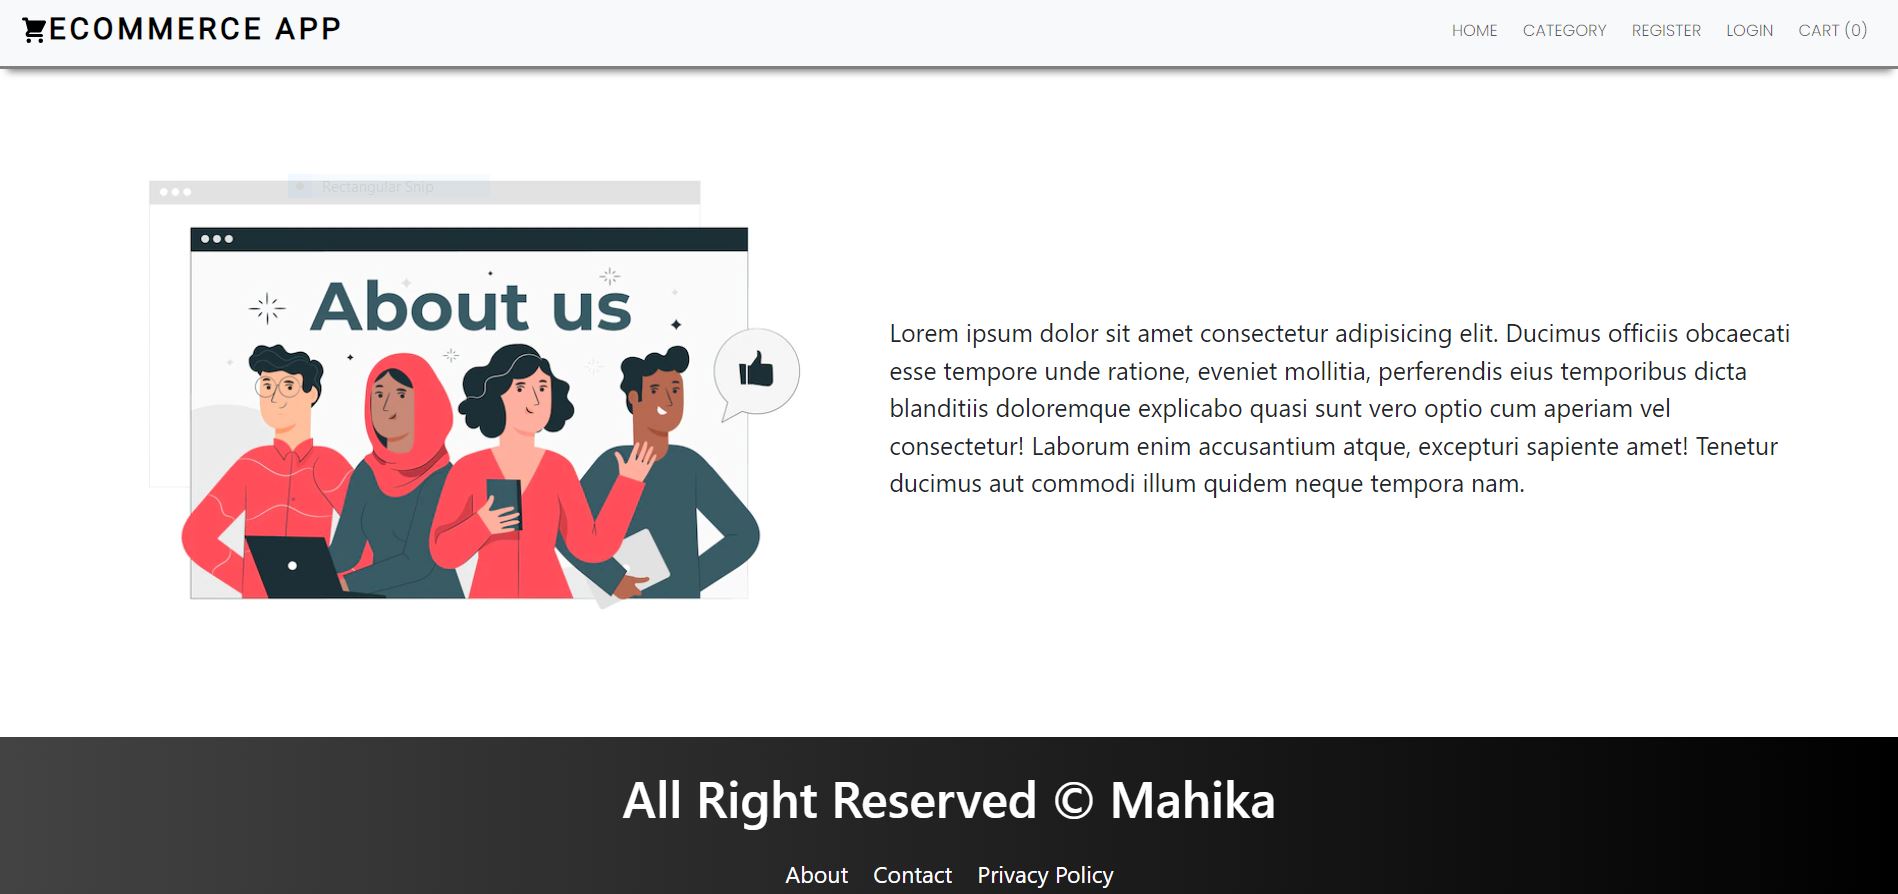 ECOMMERCE APP
HOME CATEGORY REGISTER LOGIN CART (0)
Rectangular Snip
About us
Lorem ipsum dolor sit amet consectetur adipisicing elit. Ducimus officiis obcaecati
esse tempore unde ratione, eveniet mollitia, perferendis eius temporibus dicta
blanditiis doloremque explicabo quasi sunt vero optio cum aperiam vel
consectetur! Laborum enim accusantium atque, excepturi sapiente amet! Tenetur
ducimus aut commodi illum quidem neque tempora nam.
All Right Reserved © Mahika
About Contact Privacy Policy